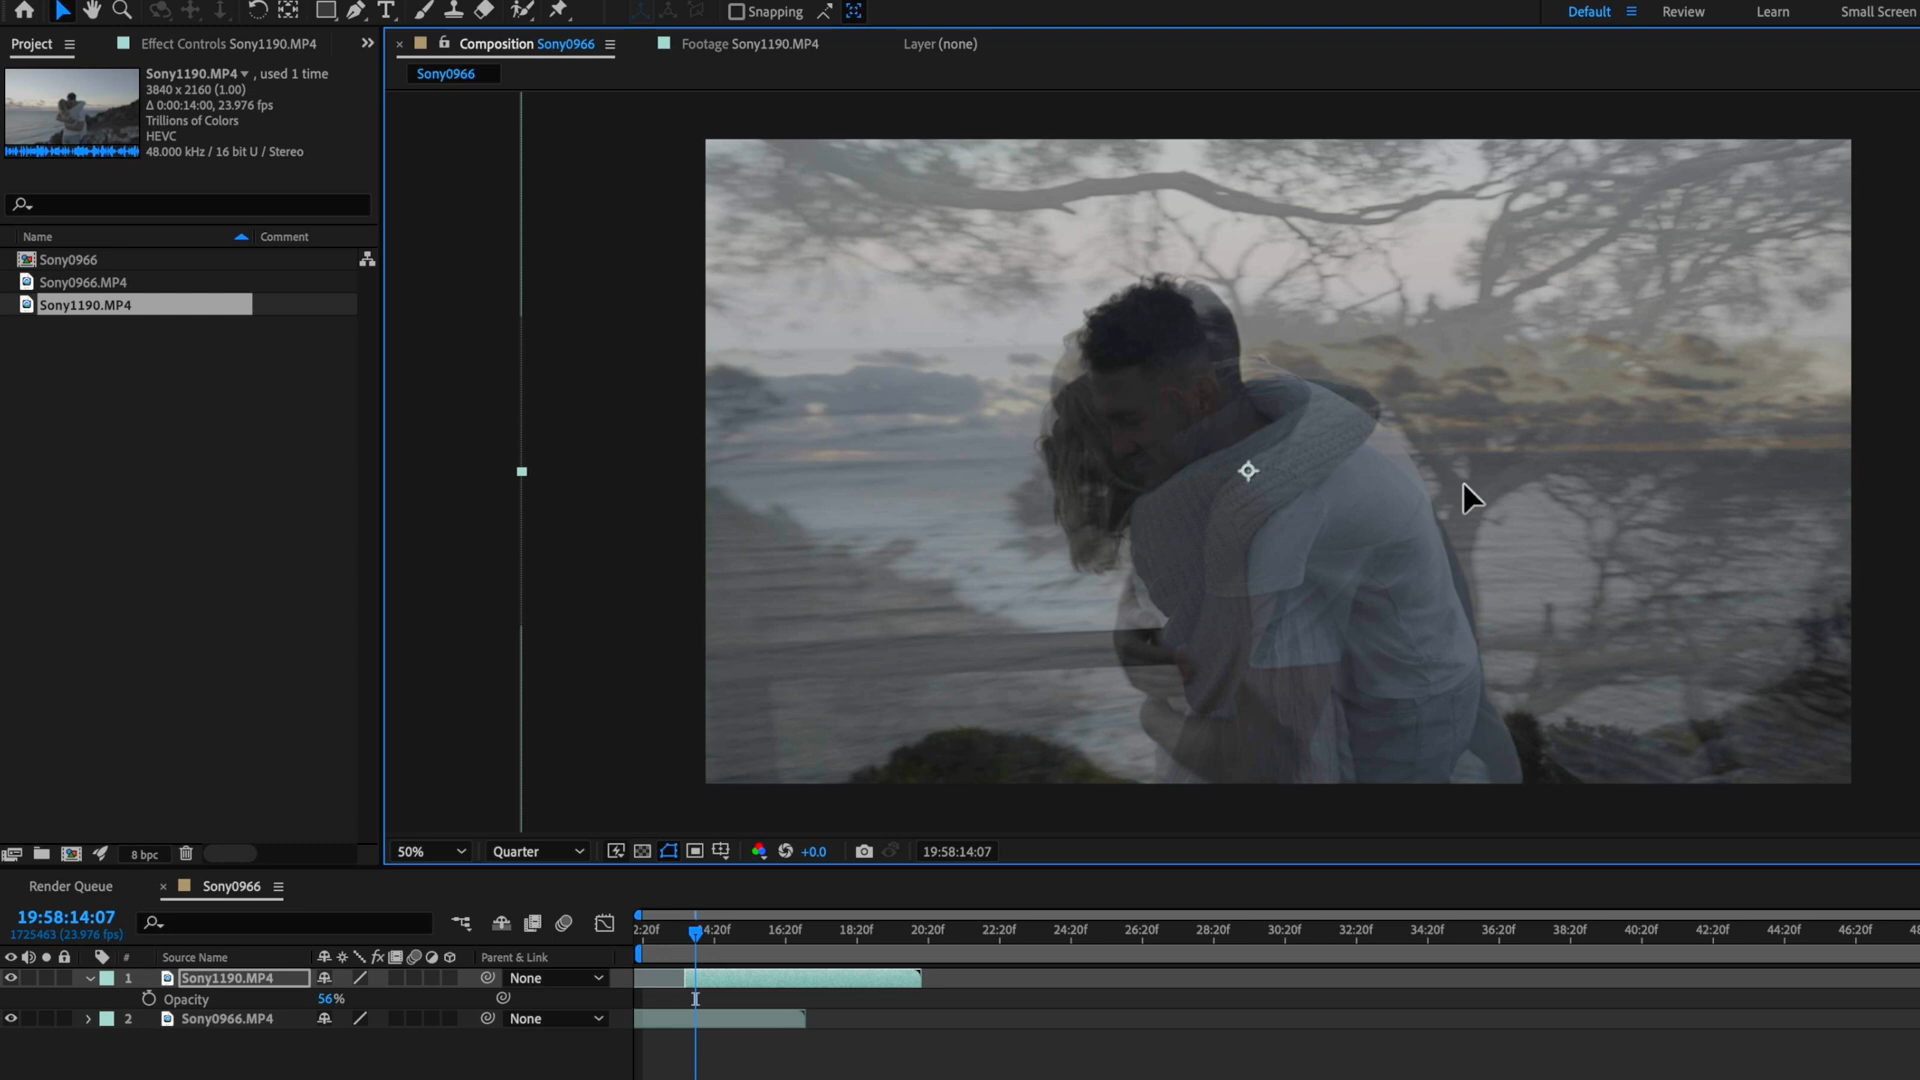 Snapping
Default
Review
Learn
Small Screen
Project
Effect Controls Sony1190.MP4
Composition Sony0966
Footage Sony1190.MP4
Layer (none)
Sony0966
Sony1190.MP4 , used 1 time
3840 x 2160 (1.00)
Δ 0:00:14:00, 23.976 fps
Trillions of Colors
HEVC
48.000 kHz / 16 bit U / Stereo
Name
Comment
Sony0966
Sony0966.MP4
Sony1190.MP4
8 bpc
50%
Quarter
+0.0
19:58:14:07
Render Queue
Sony0966
19:58:14:07
1725463 (23.976 fps)
2:20f
4:20f
16:20f
18:20f
20:20f
22:20f
24:20f
26:20f
28:20f
30:20f
32:20f
34:20f
36:20f
38:20f
40:20f
42:20f
44:20f
46:20f
48
#
Source Name
fx
Parent & Link
1
Sony1190.MP4
None
Opacity
56%
2
Sony0966.MP4
None